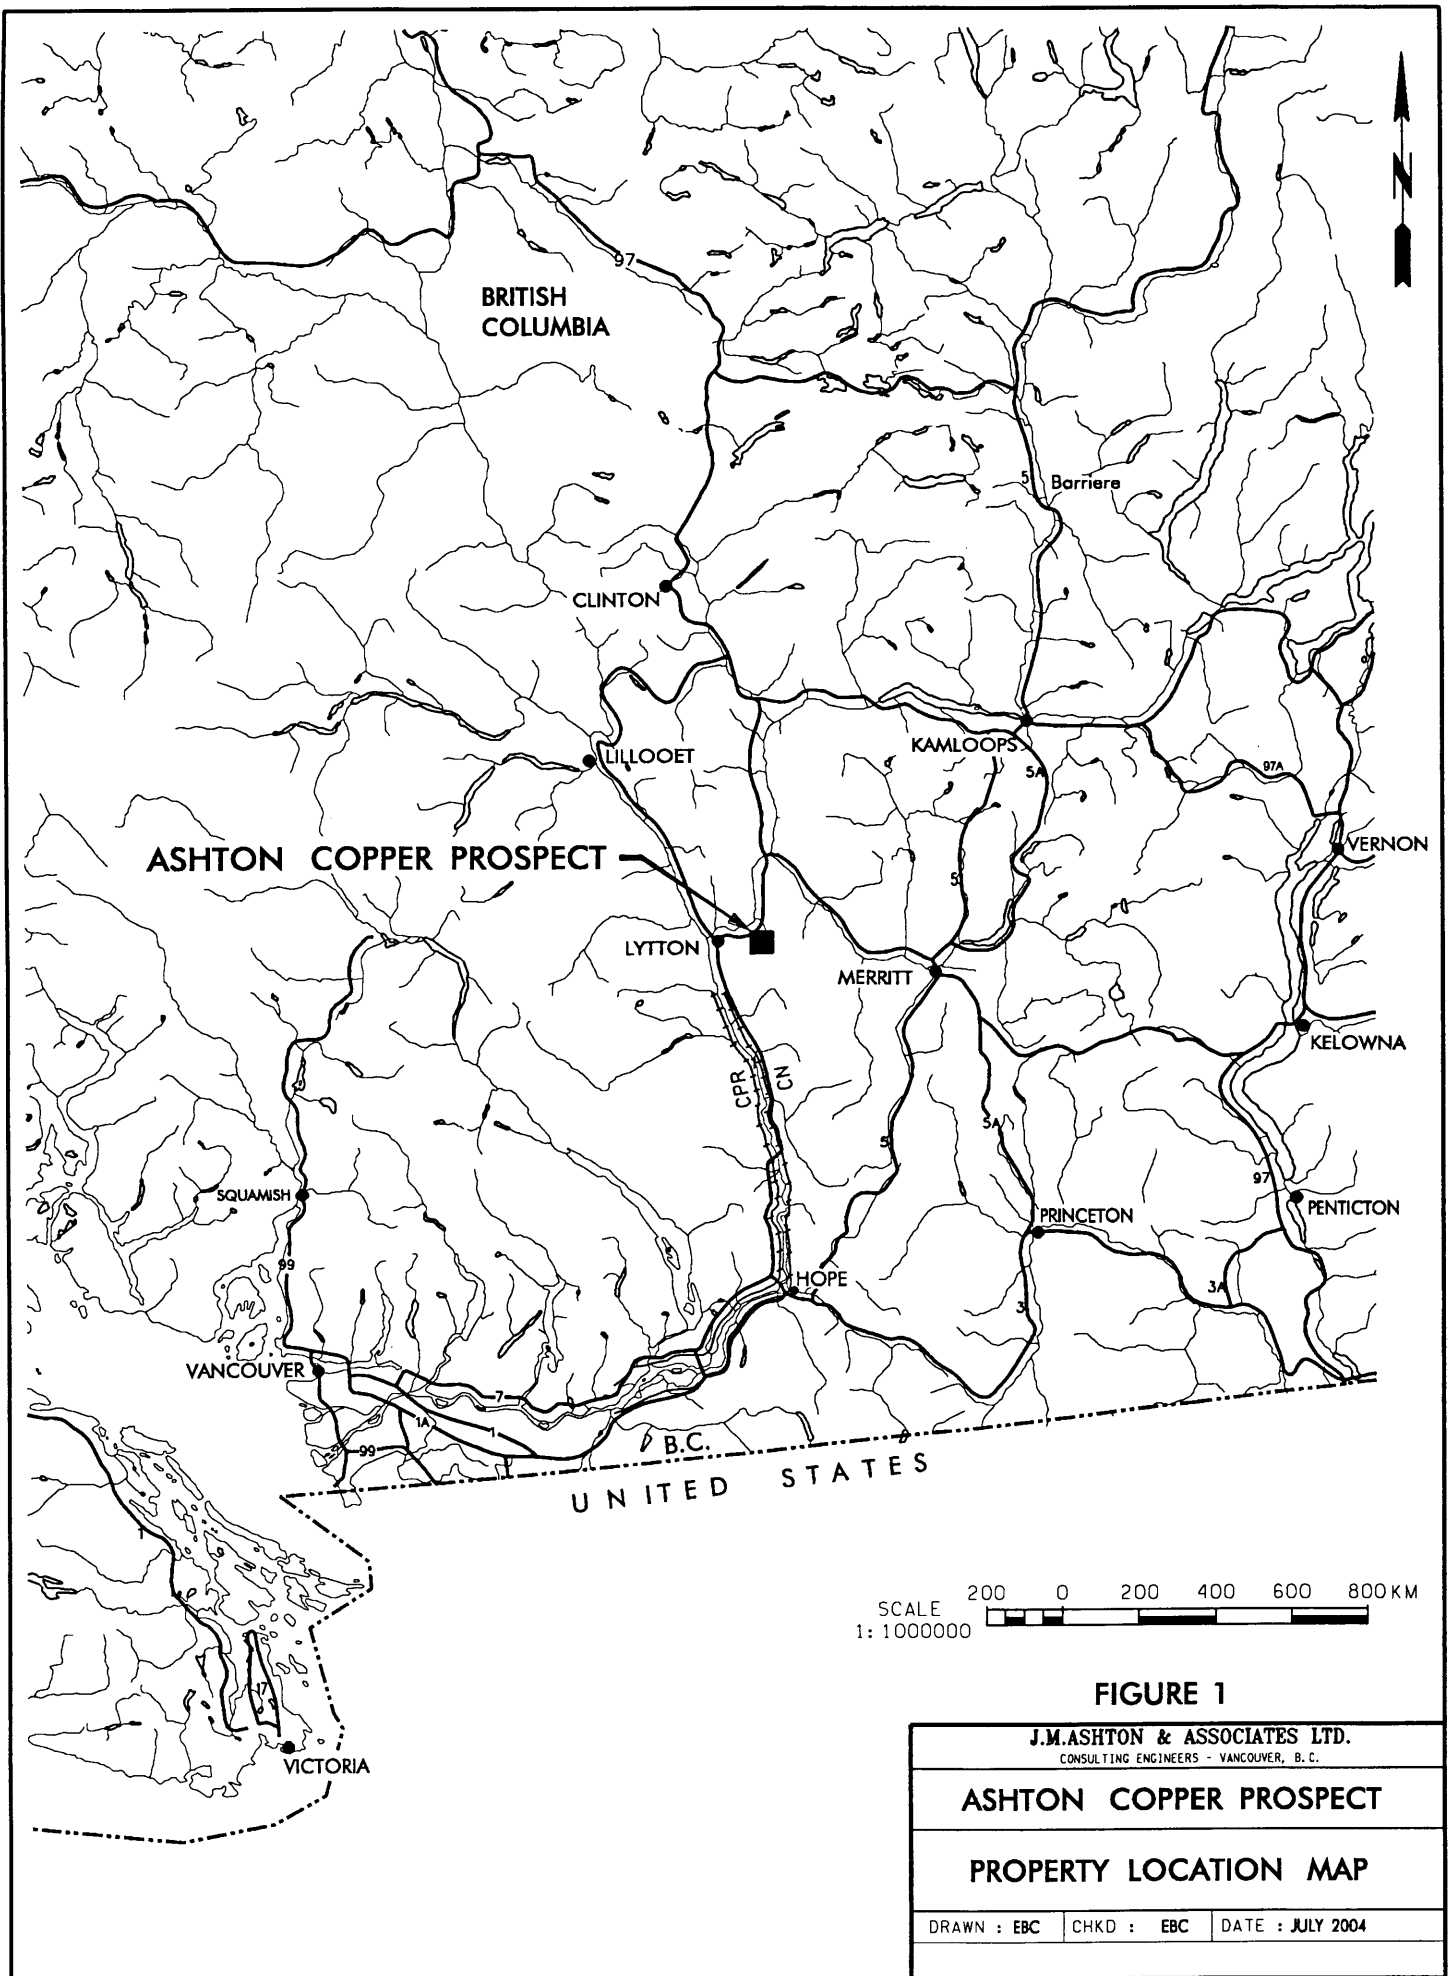 N
97
BRITISH
COLUMBIA
5
Barriere
CLINTON
KAMLOOPS
5A
LILLOOET
97A
VERNON
ASHTON COPPER PROSPECT
5
LYTTON
MERRITT
KELOWNA
CPR
CN
5A
5
SQUAMISH
97
PENTICTON
PRINCETON
99
HOPE
3A
3
VANCOUVER
7
1A
1
99
B.C.
UNITED STATES
1
17
VICTORIA
200 0 200 400 600 800 KM
SCALE
1:1000000
FIGURE 1
J.M.ASHTON & ASSOCIATES LTD.
CONSULTING ENGINEERS - VANCOUVER, B.C.
ASHTON COPPER PROSPECT
PROPERTY LOCATION MAP
DRAWN : EBC CHKD : EBC DATE : JULY 2004